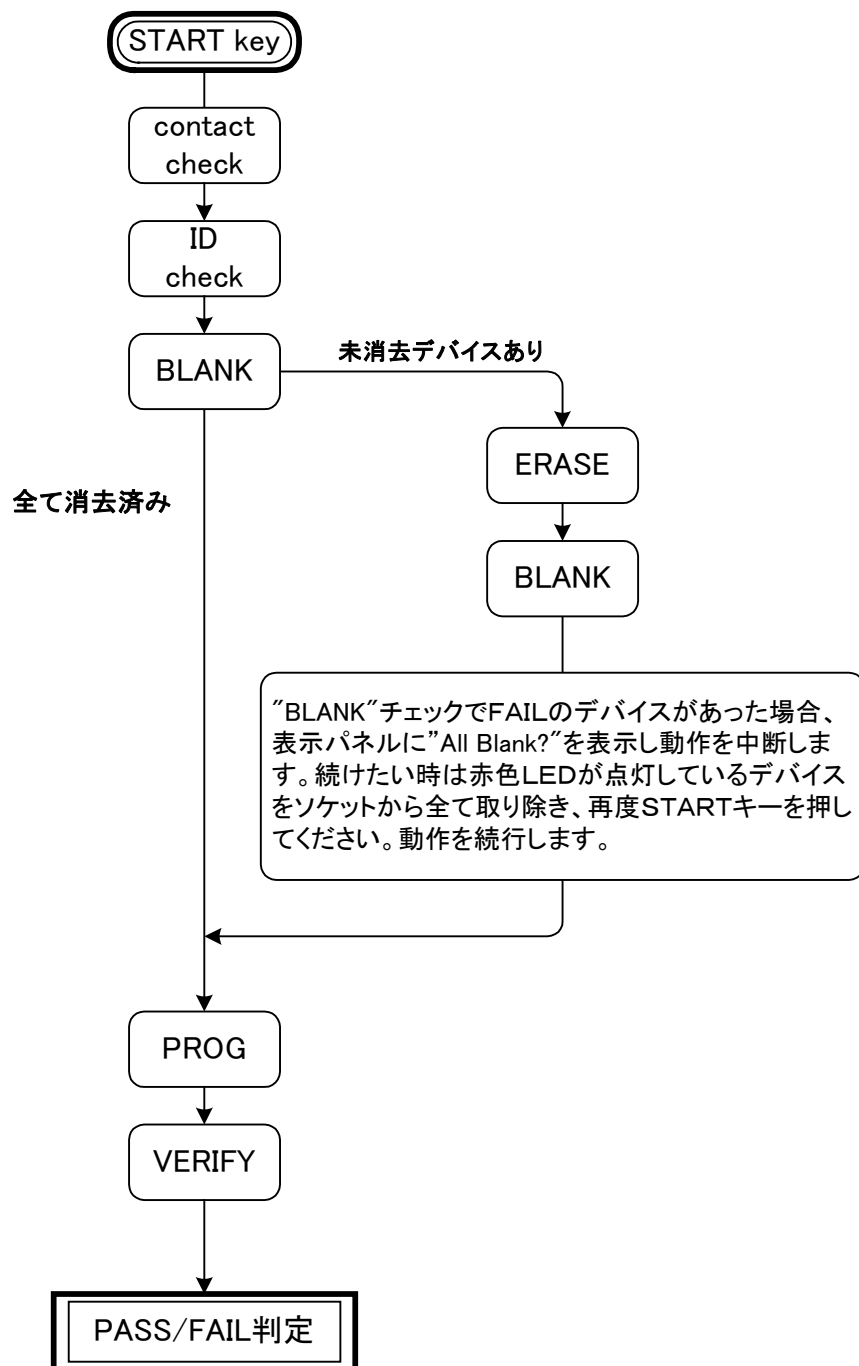 START key
contact
check
ID
check
BLANK
未消去デバイスあり
ERASE
全て消去済み
BLANK
"BLANK"チェックでFAILのデバイスがあった場合、
表示パネルに"All Blank?"を表示し動作を中断しま
す。続けたい時は赤色LEDが点灯しているデバイス
をソケットから全て取り除き、再度STARTキーを押し
てください。動作を続行します。
PROG
VERIFY
PASS/FAIL判定